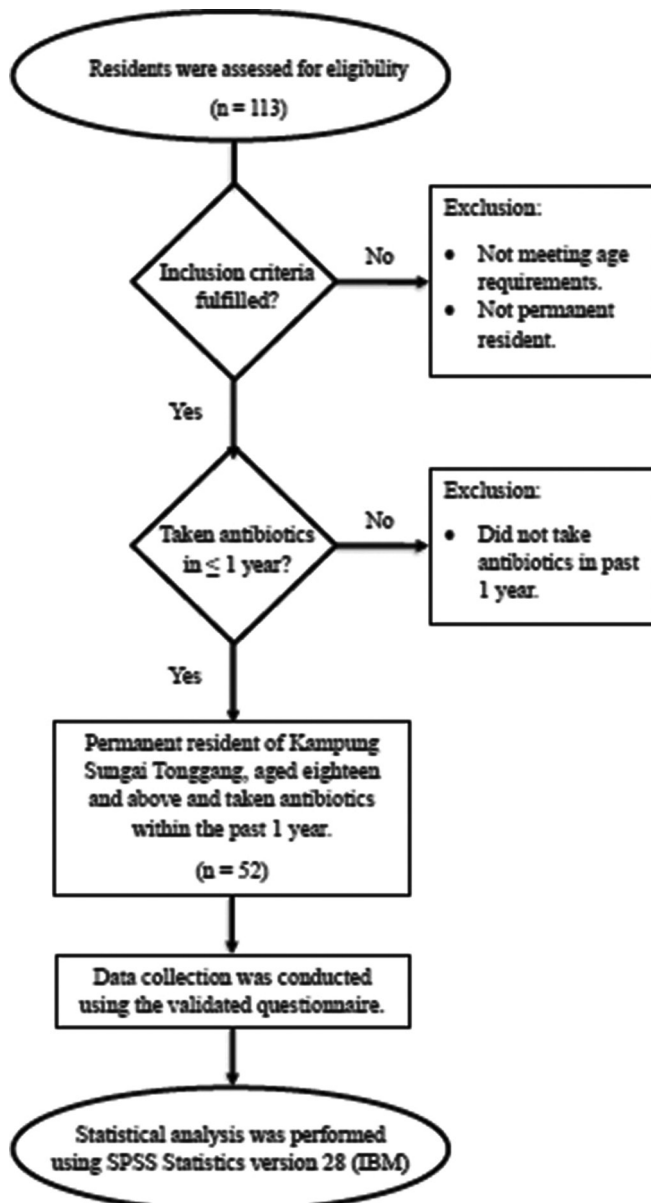 Residents were assessed for eligibility
(n = 113)
Inclusion criteria
fulfilled?
No
Exclusion:
• Not meeting age
requirements.
• Not permanent
resident.
Yes
Taken antibiotics
in ≤ 1 year?
No
Exclusion:
• Did not take
antibiotics in past
1 year.
Yes
Permanent resident of Kampung
Sungai Tonggang, aged eighteen
and above and taken antibiotics
within the past 1 year.
(n = 52)
Data collection was conducted
using the validated questionnaire.
Statistical analysis was performed
using SPSS Statistics version 28 (IBM)